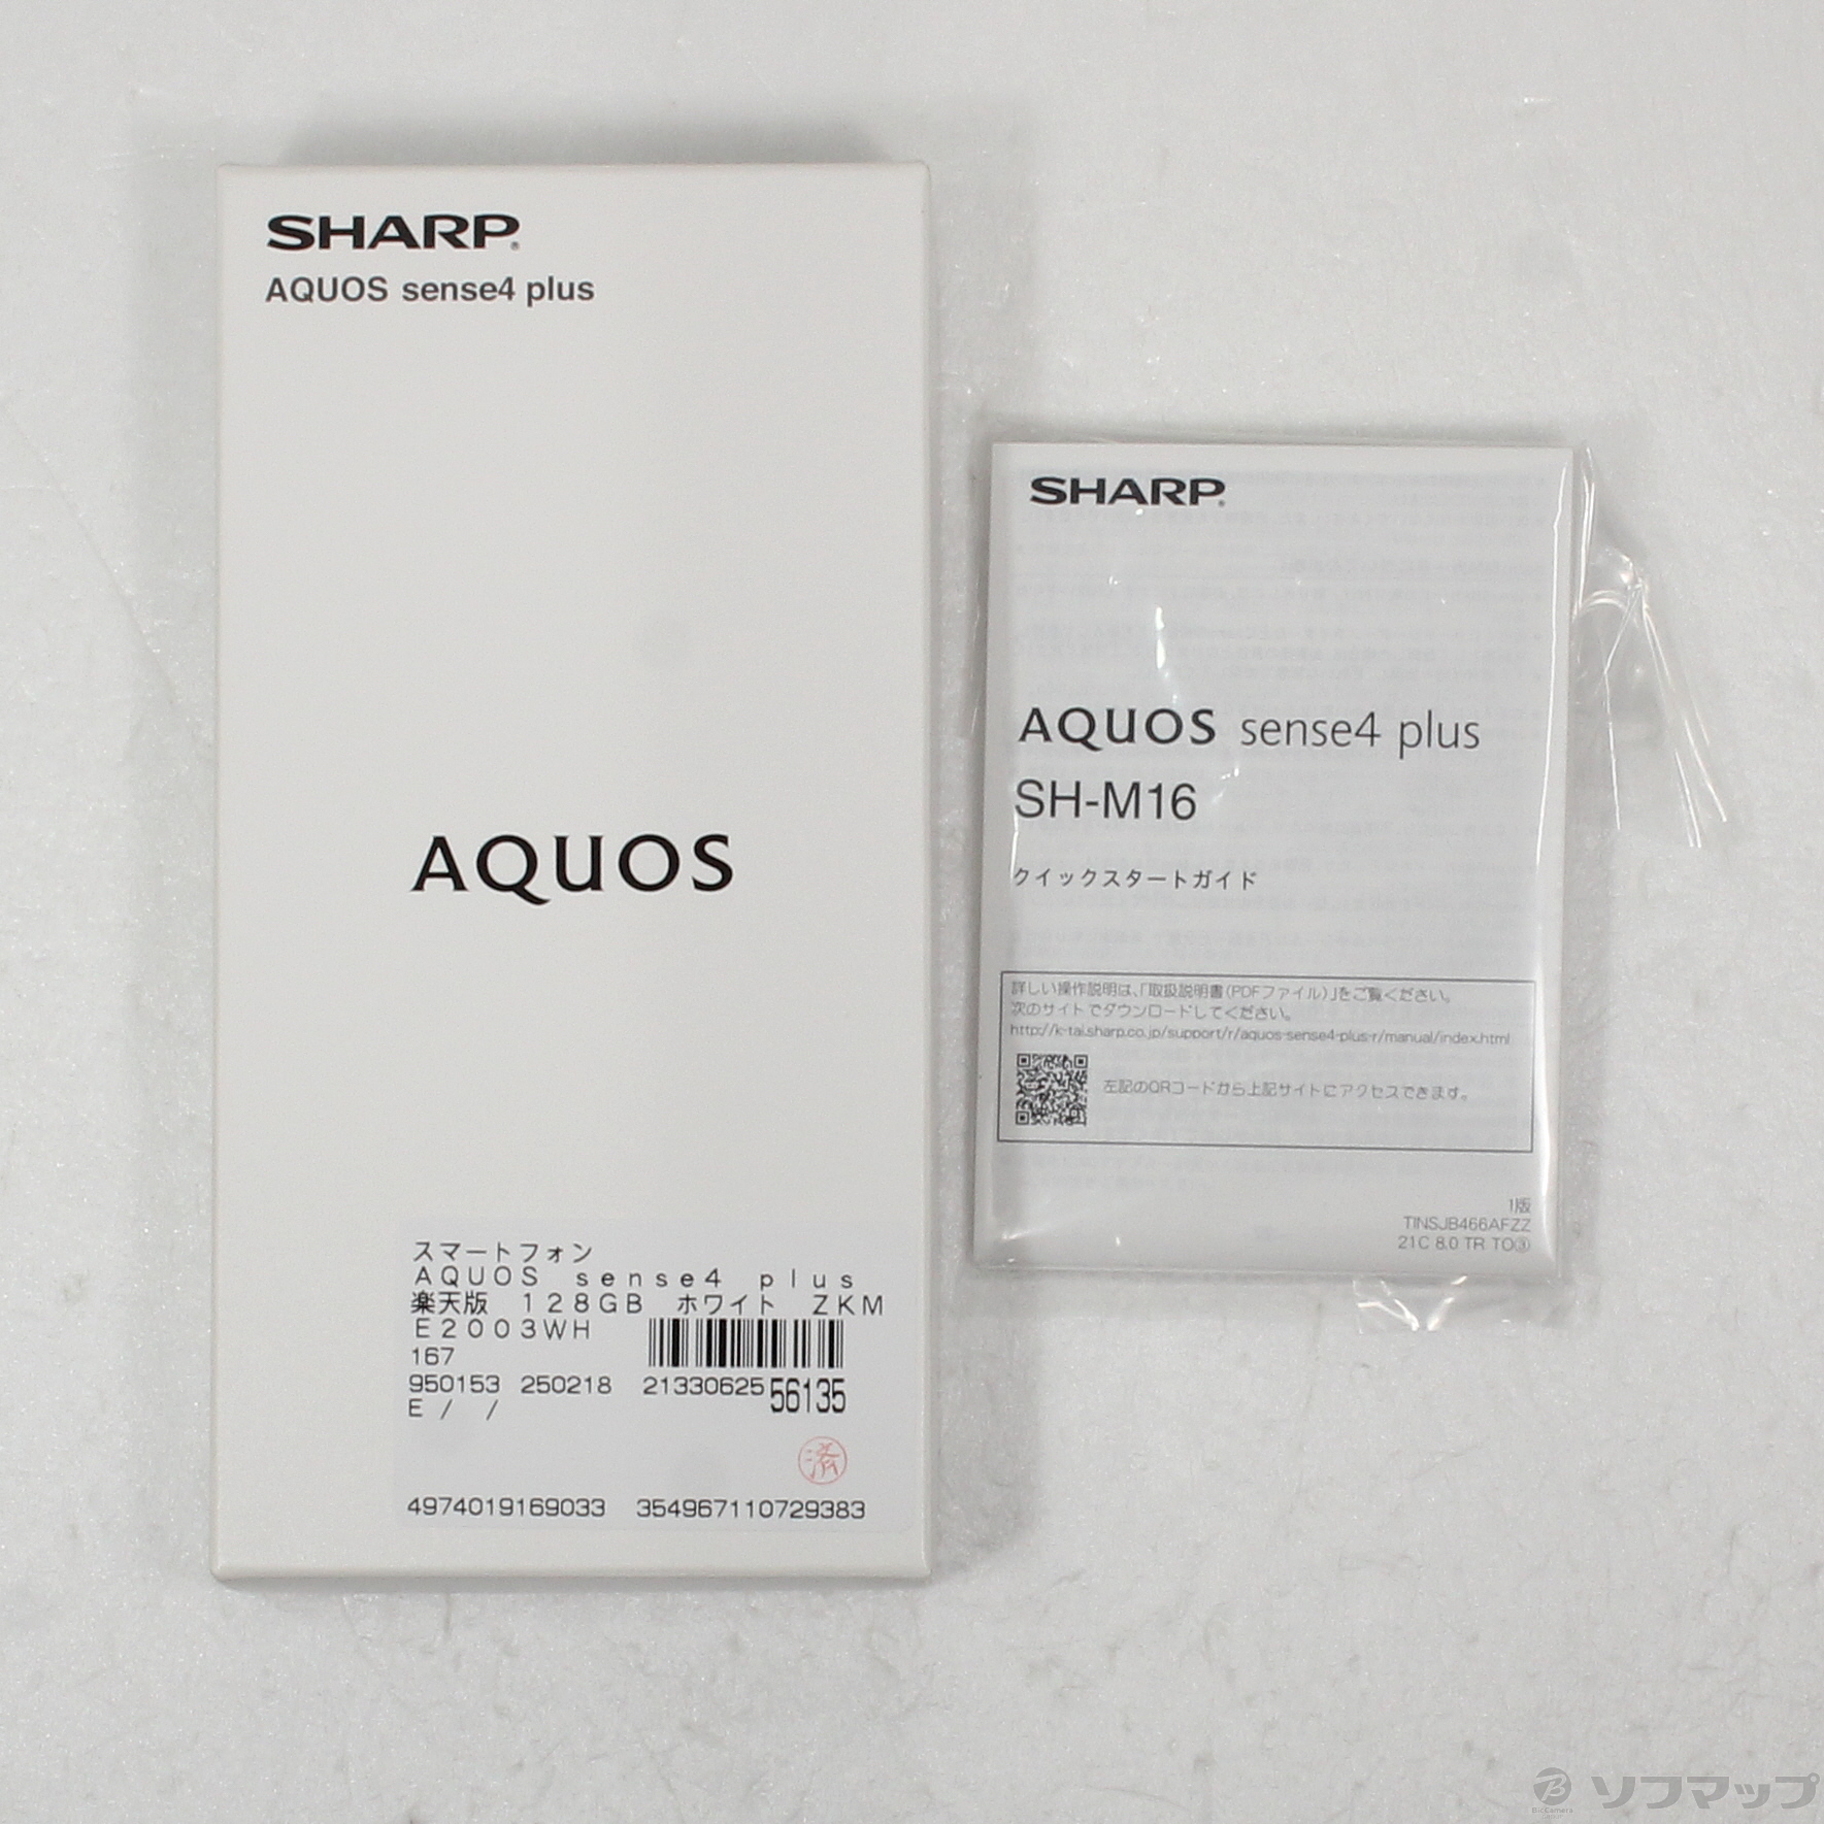 SHARP
AQUOS sense4 plus
AQUOS
スマートフォン
AQUOS sense4 plus
楽天版 128GB ホワイト ZKM
E2003WH
167
950153 250218 21330625 56135
E / /
済
4974019169033 354967110729383
SHARP
AQUOS sense4 plus
SH-M16
クイックスタートガイド
詳しい操作説明は、「取扱説明書(PDFファイル)」をご覧ください。
次のサイトでダウンロードしてください。
http://k-tai.sharp.co.jp/support/r/aquos-sense4-plus-r/manual/index.html
左記のQRコードから上記サイトにアクセスできます。
1版
TINSJB466AFZZ
21C 8.0 TR TO③
ソフマップ